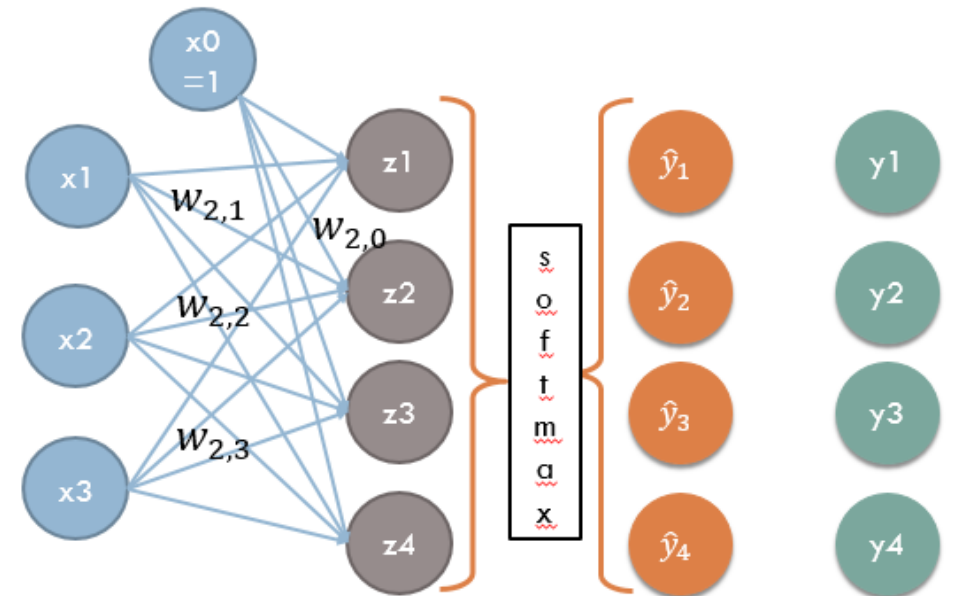 x0
=1
x1
x2
x3
w₂,₁
w₂,₀
w₂,₂
w₂,₃
z1
z2
z3
z4
s
o
f
t
m
a
x
ŷ₁
ŷ₂
ŷ₃
ŷ₄
y1
y2
y3
y4